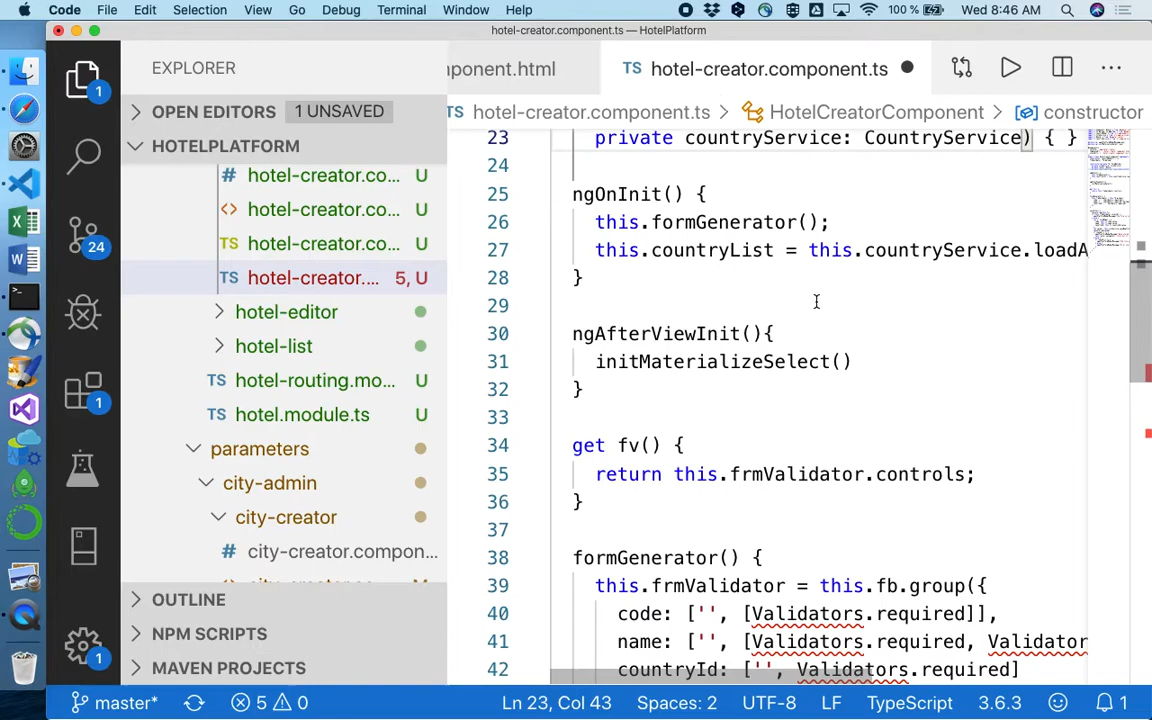 Code File Edit Selection View Go Debug Terminal Window Help 100 % Wed 8:46 AM
hotel-creator.component.ts — HotelPlatform
EXPLORER
OPEN EDITORS 1 UNSAVED
HOTELPLATFORM
# hotel-creator.co... U
<> hotel-creator.co... U
TS hotel-creator.co... U
TS hotel-creator.... 5, U
hotel-editor
hotel-list
TS hotel-routing.mo... U
TS hotel.module.ts U
parameters
city-admin
city-creator
# city-creator.compon...
OUTLINE
NPM SCRIPTS
MAVEN PROJECTS
1
24
1
1
ponent.html TS hotel-creator.component.ts
TS hotel-creator.component.ts > HotelCreatorComponent > constructor
23 private countryService: CountryService) { }
24
25 ngOnInit() {
26 this.formGenerator();
27 this.countryList = this.countryService.loadA
28 }
29
30 ngAfterViewInit(){
31 initMaterializeSelect()
32 }
33
34 get fv() {
35 return this.frmValidator.controls;
36 }
37
38 formGenerator() {
39 this.frmValidator = this.fb.group({
40 code: ['', [Validators.required]],
41 name: ['', [Validators.required, Validator
42 countryId: ['', Validators.required]
master* 5 0 Ln 23, Col 43 Spaces: 2 UTF-8 LF TypeScript 3.6.3 1